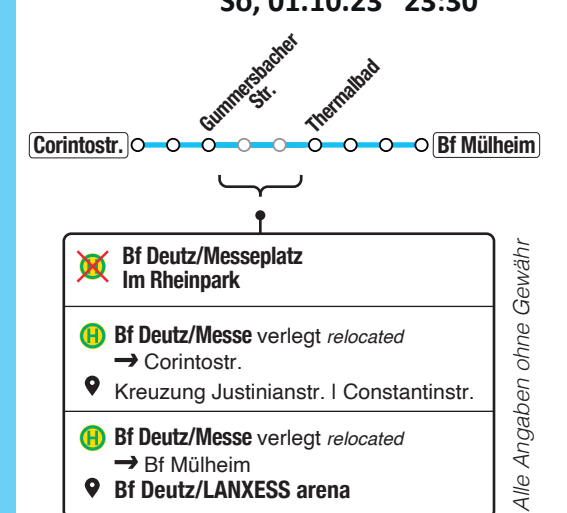 So, 01.10.23 23:30
Gummersbacher
Str.
Thermalbad
Corintostr.
Bf Mülheim
H Bf Deutz/Messeplatz
Im Rheinpark
H Bf Deutz/Messe verlegt relocated
→ Corintostr.
Kreuzung Justinianstr. I Constantinstr.
H Bf Deutz/Messe verlegt relocated
→ Bf Mülheim
Bf Deutz/LANXESS arena
Alle Angaben ohne Gewähr